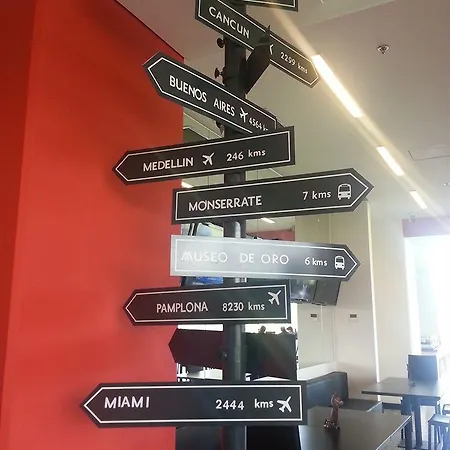 CANCUN 2299 kms
BUENOS AIRES 4564 k
MEDELLIN 246 kms
MONSERRATE 7 kms
MUSEO DE ORO 6 kms
PAMPLONA 8230 kms
MIAMI 2444 kms